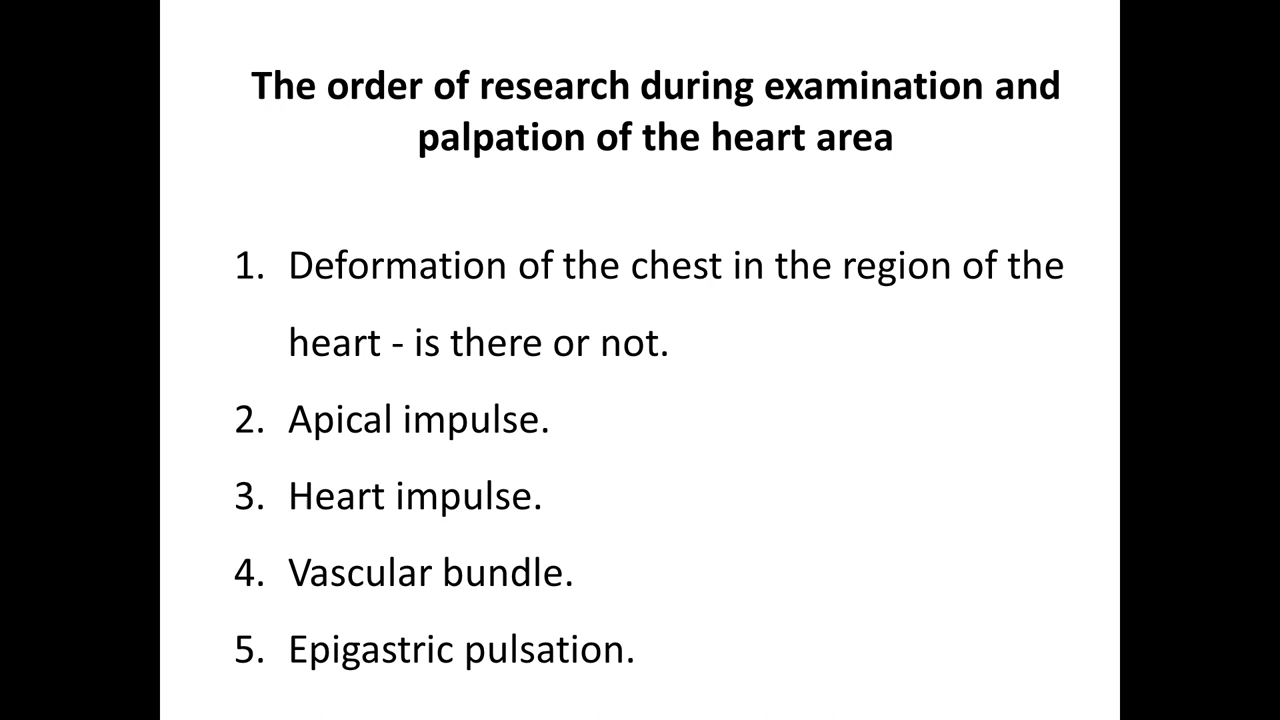 The order of research during examination and
palpation of the heart area
1. Deformation of the chest in the region of the
heart - is there or not.
2. Apical impulse.
3. Heart impulse.
4. Vascular bundle.
5. Epigastric pulsation.